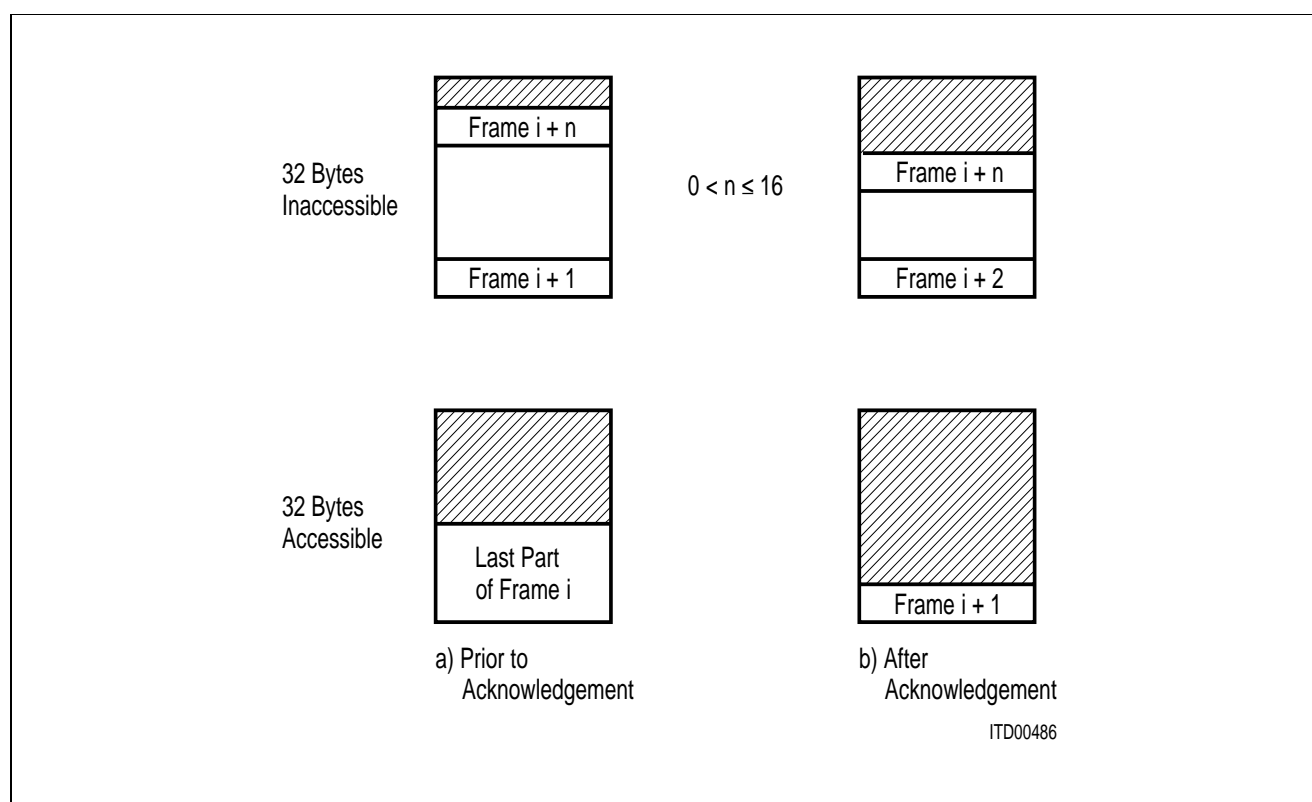 Frame i + n
32 Bytes
Inaccessible
Frame i + 1
0 < n ≤ 16
Frame i + n
Frame i + 2
32 Bytes
Accessible
Last Part
of Frame i
Frame i + 1
a) Prior to
Acknowledgement
b) After
Acknowledgement
ITD00486